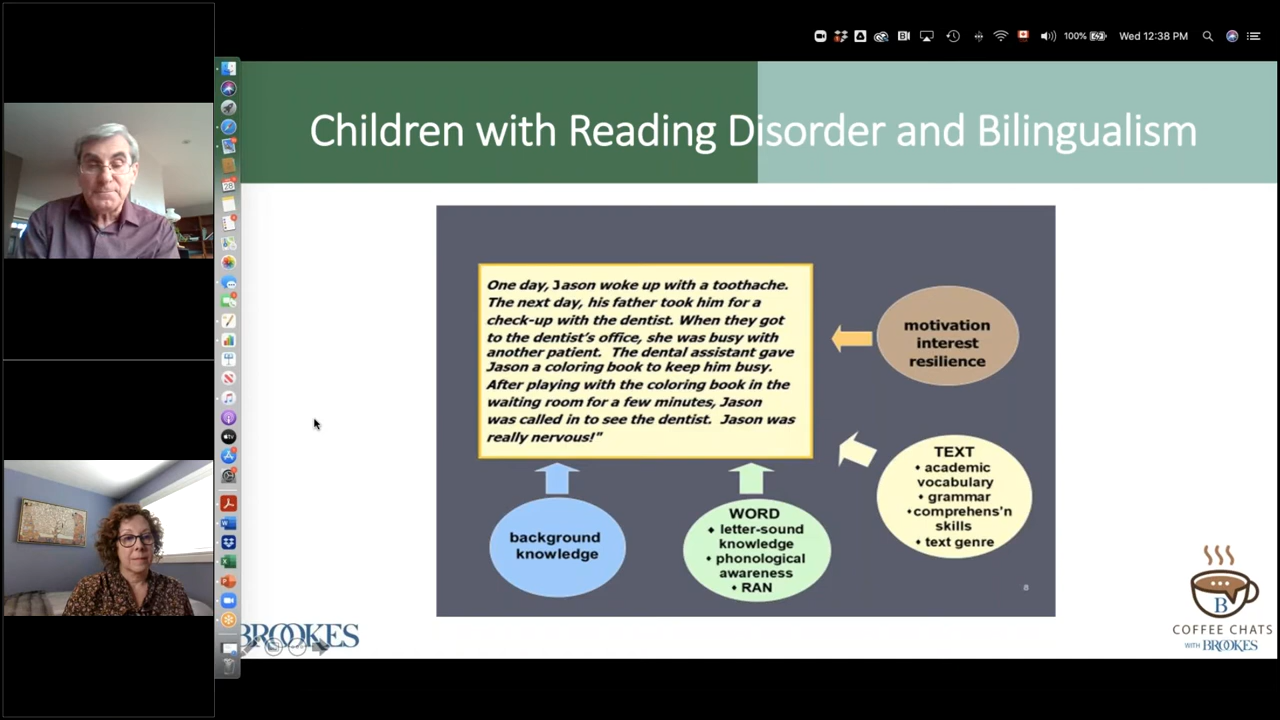 100%
Wed 12:38 PM
28
Children with Reading Disorder and Bilingualism
One day, Jason woke up with a toothache.
The next day, his father took him for a
check-up with the dentist. When they got
to the dentist's office, she was busy with
another patient. The dental assistant gave
Jason a coloring book to keep him busy.
After playing with the coloring book in the
waiting room for a few minutes, Jason
was called in to see the dentist. Jason was
really nervous!"
motivation
interest
resilience
TEXT
• academic
vocabulary
• grammar
• comprehens'n
skills
• text genre
WORD
♦ letter-sound
knowledge
• phonological
awareness
• RAN
background
knowledge
8
BROOKES
B
COFFEE CHATS
WITH BROOKES